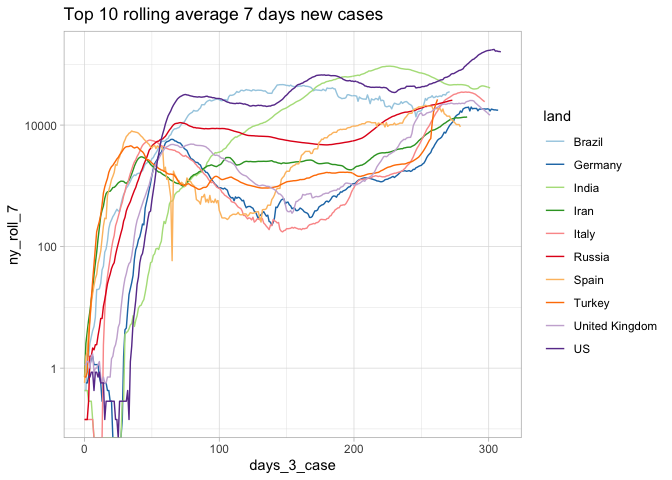 Top 10 rolling average 7 days new cases
ny_roll_7
10000
100
1
0
100
200
300
days_3_case
land
Brazil
Germany
India
Iran
Italy
Russia
Spain
Turkey
United Kingdom
US